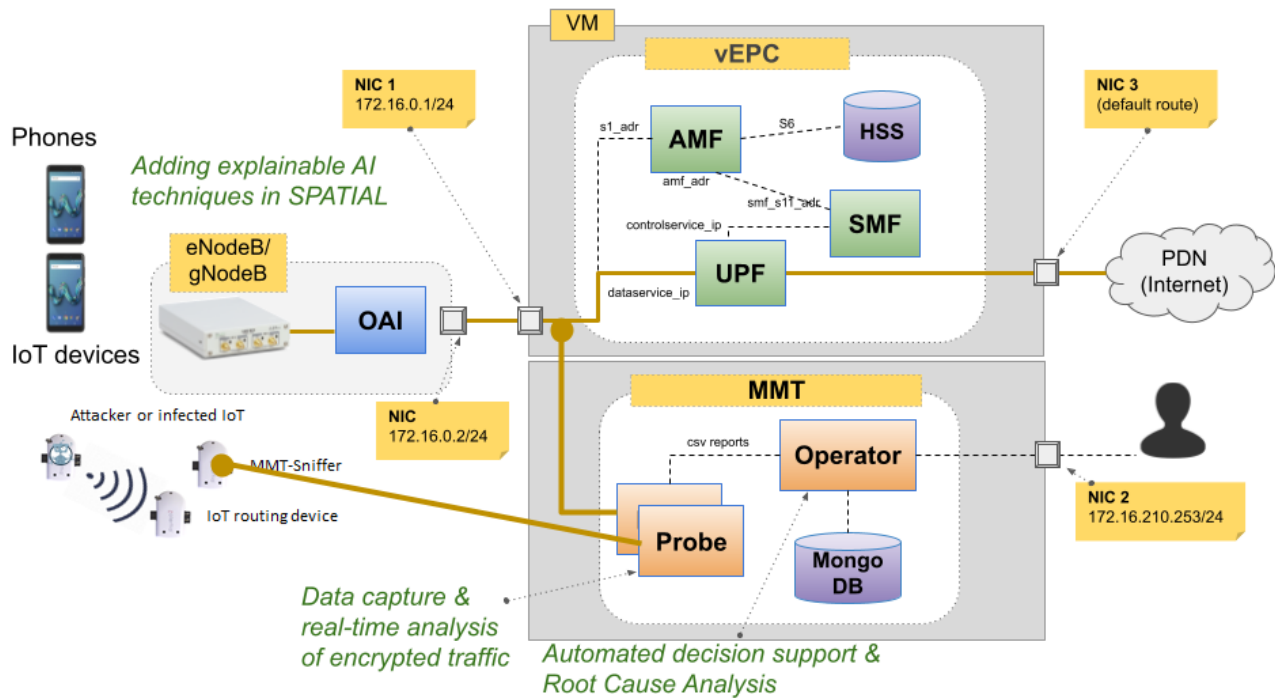 VM
vEPC
NIC 1
172.16.0.1/24
NIC 3
(default route)
Phones
s1_adr
AMF
S6
HSS
Adding explainable AI
techniques in SPATIAL
amf_adr
smf_s11_adr
controlservice_ip
SMF
eNodeB/
gNodeB
UPF
PDN
(Internet)
dataservice_ip
OAI
IoT devices
MMT
NIC
172.16.0.2/24
Attacker or infected IoT
csv reports
Operator
MMT-Sniffer
NIC 2
172.16.210.253/24
IoT routing device
Probe
Mongo
DB
Data capture &
real-time analysis
of encrypted traffic
Automated decision support &
Root Cause Analysis